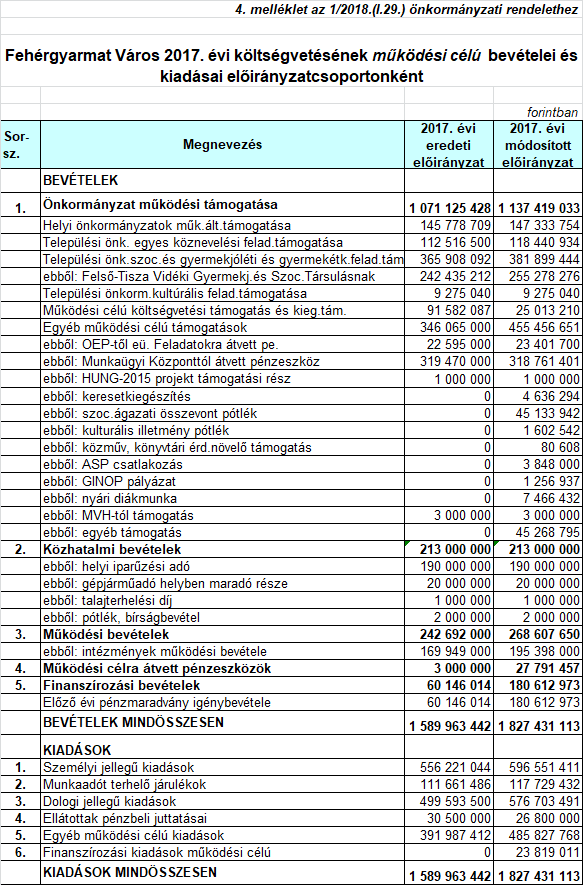 4. melléklet az 1/2018.(I.29.) önkormányzati rendelethez
Fehérgyarmat Város 2017. évi költségvetésének működési célú bevételei és
kiadásai előirányzatcsoportonként
forintban
Sor-sz. Megnevezés 2017. évi eredeti előirányzat 2017. évi módosított előirányzat
BEVÉTELEK
1. Önkormányzat működési támogatása 1 071 125 428 1 137 419 033
Helyi önkormányzatok műk.ált.támogatása 145 778 709 147 333 754
Települési önk. egyes köznevelési felad.támogatása 112 516 500 118 440 934
Települési önk.szoc.és gyermekjóléti és gyermekétk.felad.tám 365 908 092 381 899 444
ebből: Felső-Tisza Vidéki Gyermekj.és Szoc.Társulásnak 242 435 212 255 278 276
Települési önkorm.kultúrális felad.támogatása 9 275 040 9 275 040
Működési célú költségvetési támogatás és kieg.tám. 91 582 087 25 013 210
Egyéb működési célú támogatások 346 065 000 455 456 651
ebből: OEP-től eü. Feladatokra átvett pe. 22 595 000 23 401 700
ebből: Munkaügyi Központtól átvett pénzeszköz 319 470 000 318 761 401
ebből: HUNG-2015 projekt támogatási rész 1 000 000 1 000 000
ebből: keresetkiegészítés 0 4 636 294
ebből: szoc.ágazati összevont pótlék 0 45 133 942
ebből: kulturális illetmény pótlék 0 1 602 542
ebből: közműv, könyvtári érd.növelő támogatás 0 80 608
ebből: ASP csatlakozás 0 3 848 000
ebből: GINOP pályázat 0 1 256 937
ebből: nyári diákmunka 0 7 466 432
ebből: MVH-tól támogatás 3 000 000 3 000 000
ebből: egyéb támogatás 0 45 268 795
2. Közhatalmi bevételek 213 000 000 213 000 000
ebből: helyi iparűzési adó 190 000 000 190 000 000
ebből: gépjárműadó helyben maradó része 20 000 000 20 000 000
ebből: talajterhelési díj 1 000 000 1 000 000
ebből: pótlék, bírságbevétel 2 000 000 2 000 000
3. Működési bevételek 242 692 000 268 607 650
ebből: intézmények működési bevétele 169 949 000 195 398 000
4. Működési célra átvett pénzeszközök 3 000 000 27 791 457
5. Finanszírozási bevételek 60 146 014 180 612 973
Előző évi pénzmaradvány igénybevétele 60 146 014 180 612 973
BEVÉTELEK MINDÖSSZESEN 1 589 963 442 1 827 431 113
KIADÁSOK
1. Személyi jellegű kiadások 556 221 044 596 551 411
2. Munkaadót terhelő járulékok 111 661 486 117 729 432
3. Dologi jellegű kiadások 499 593 500 576 703 491
4. Ellátottak pénzbeli juttatásai 30 500 000 26 800 000
5. Egyéb működési célú kiadások 391 987 412 485 827 768
6. Finanszírozási kiadások működési célú 0 23 819 011
KIADÁSOK MINDÖSSZESEN 1 589 963 442 1 827 431 113